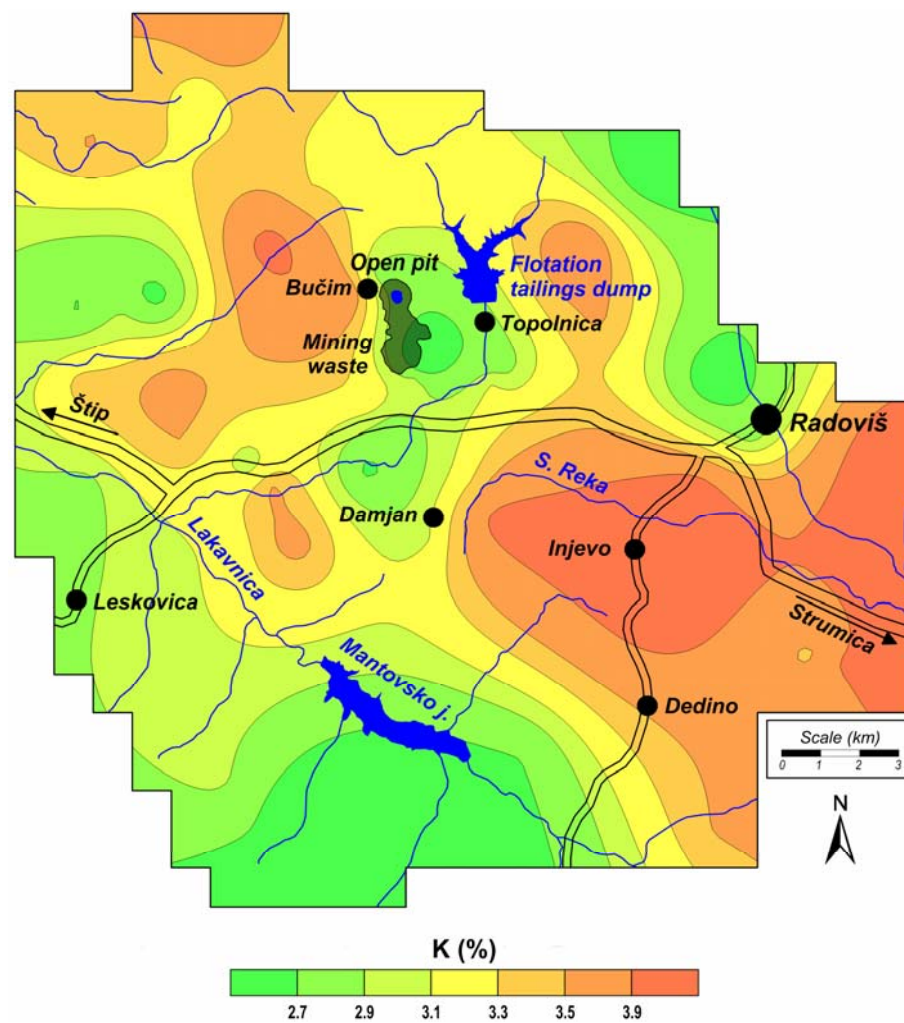 Open pit
Bučim
Flotation
tailings dump
Mining
waste
Topolnica
Štip
Radoviš
S. Reka
Damjan
Injevo
Lakavnica
Leskovica
Strumica
Mantovsko j.
Dedino
Scale (km)
0 1 2 3
N
K (%)
2.7 2.9 3.1 3.3 3.5 3.9